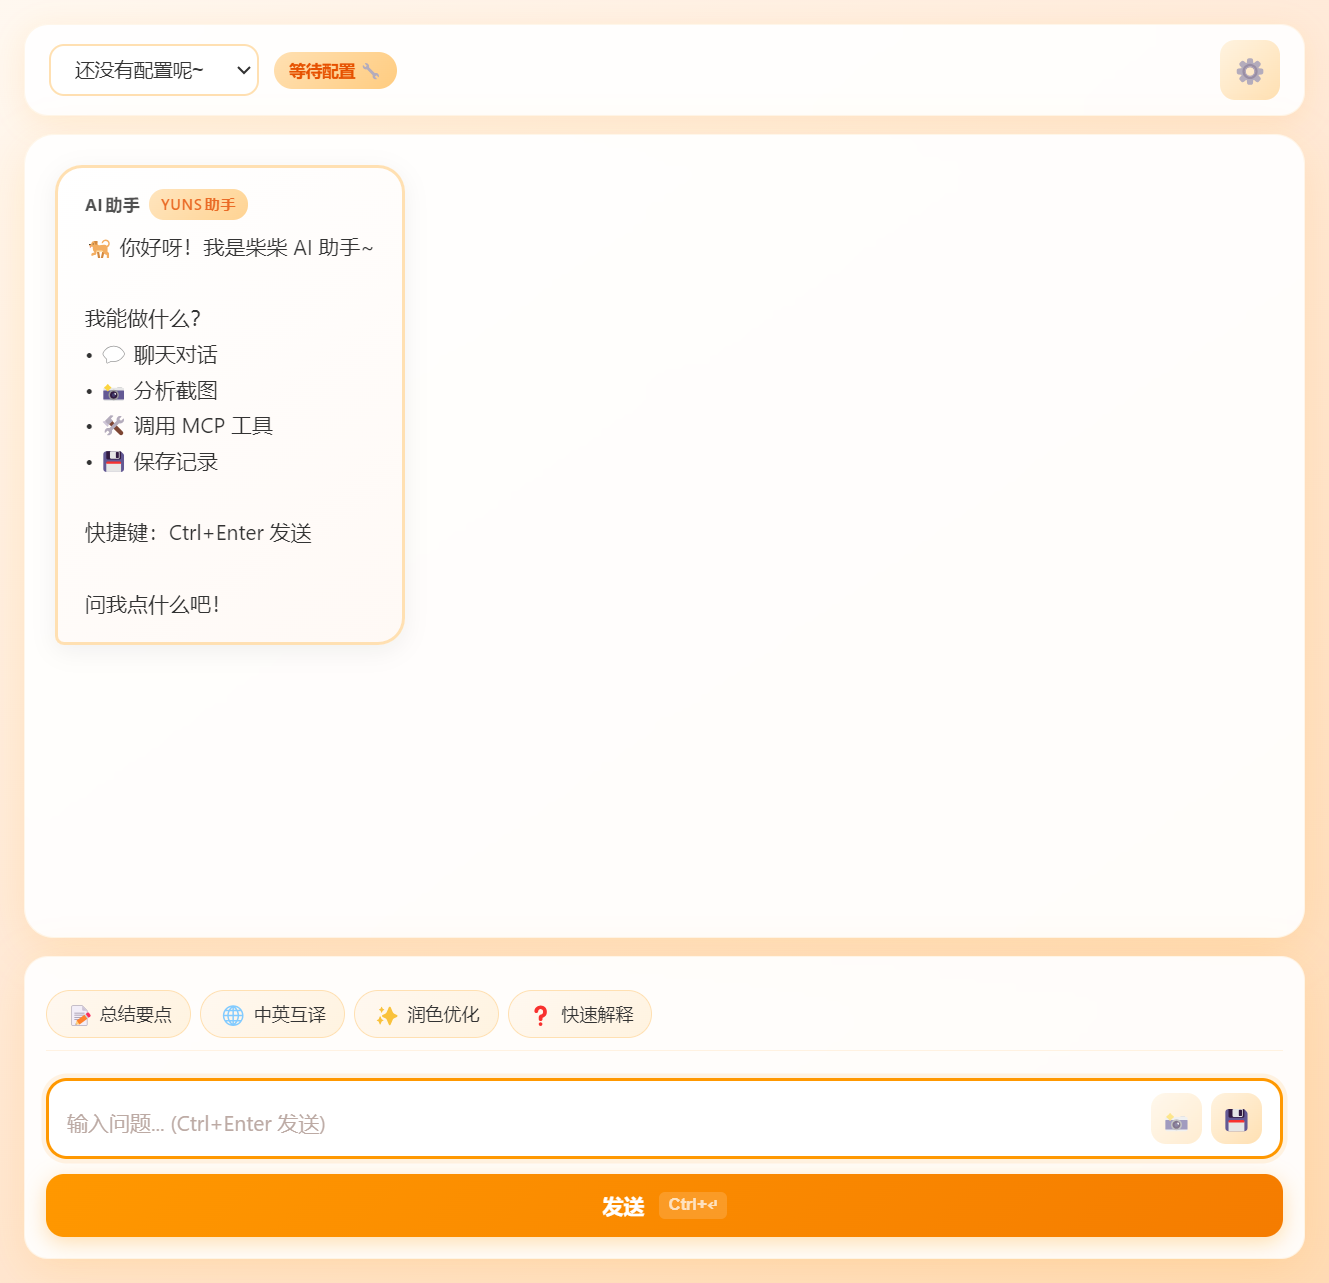 还没有配置呢~
等待配置
AI 助手 YUNS 助手
你好呀！我是柴柴 AI 助手~
我能做什么？
• 聊天对话
• 分析截图
• 调用 MCP 工具
• 保存记录
快捷键：Ctrl+Enter 发送
问我点什么吧！
总结要点 中英互译 润色优化 快速解释
输入问题... (Ctrl+Enter 发送)
发送 Ctrl+↵